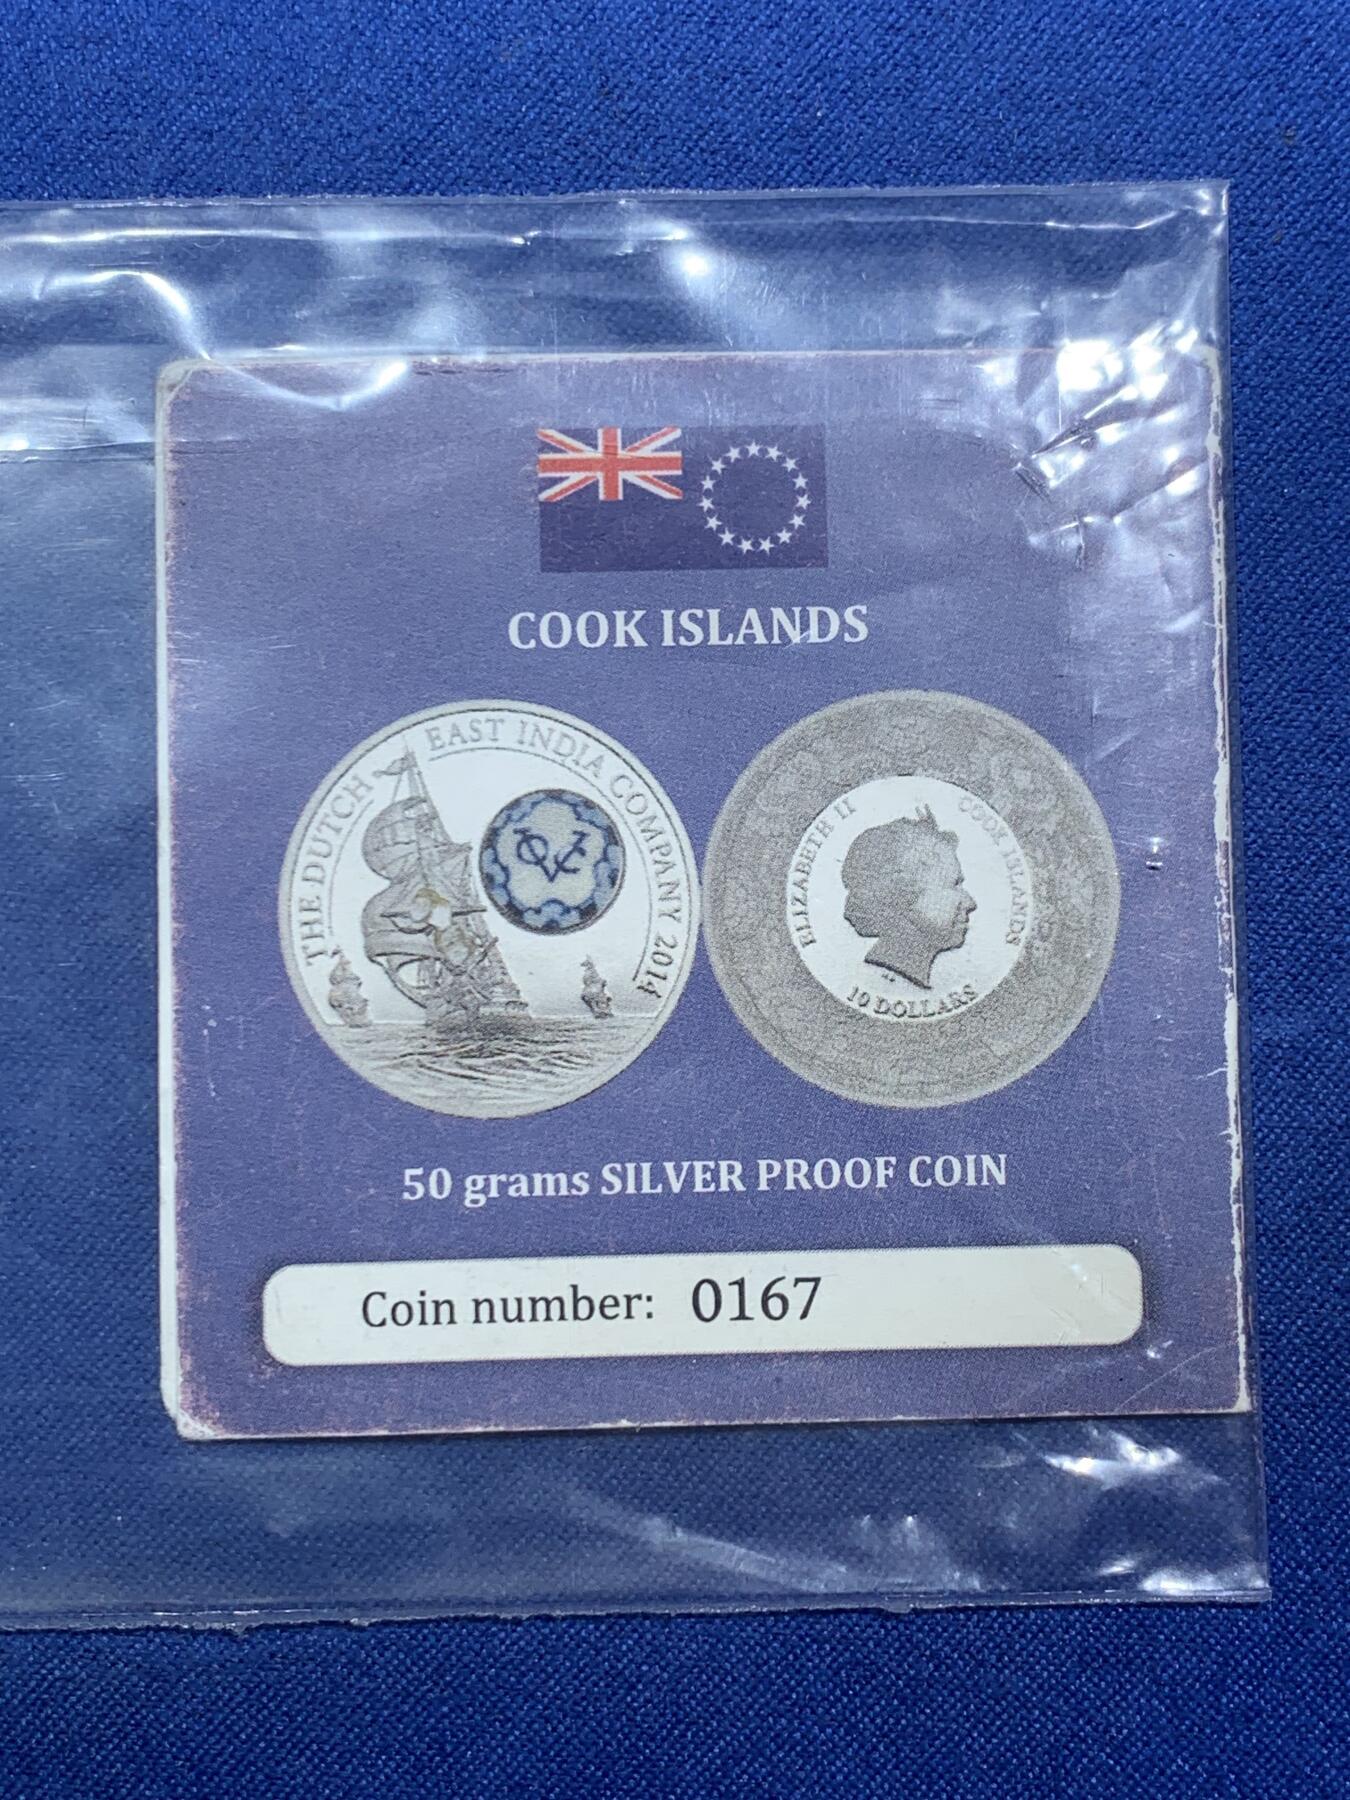 COOK ISLANDS
THE DUTCH EAST INDIA COMPANY 2014
VOC
ELIZABETH II COOK ISLANDS
10 DOLLARS
50 grams SILVER PROOF COIN
Coin number: 0167